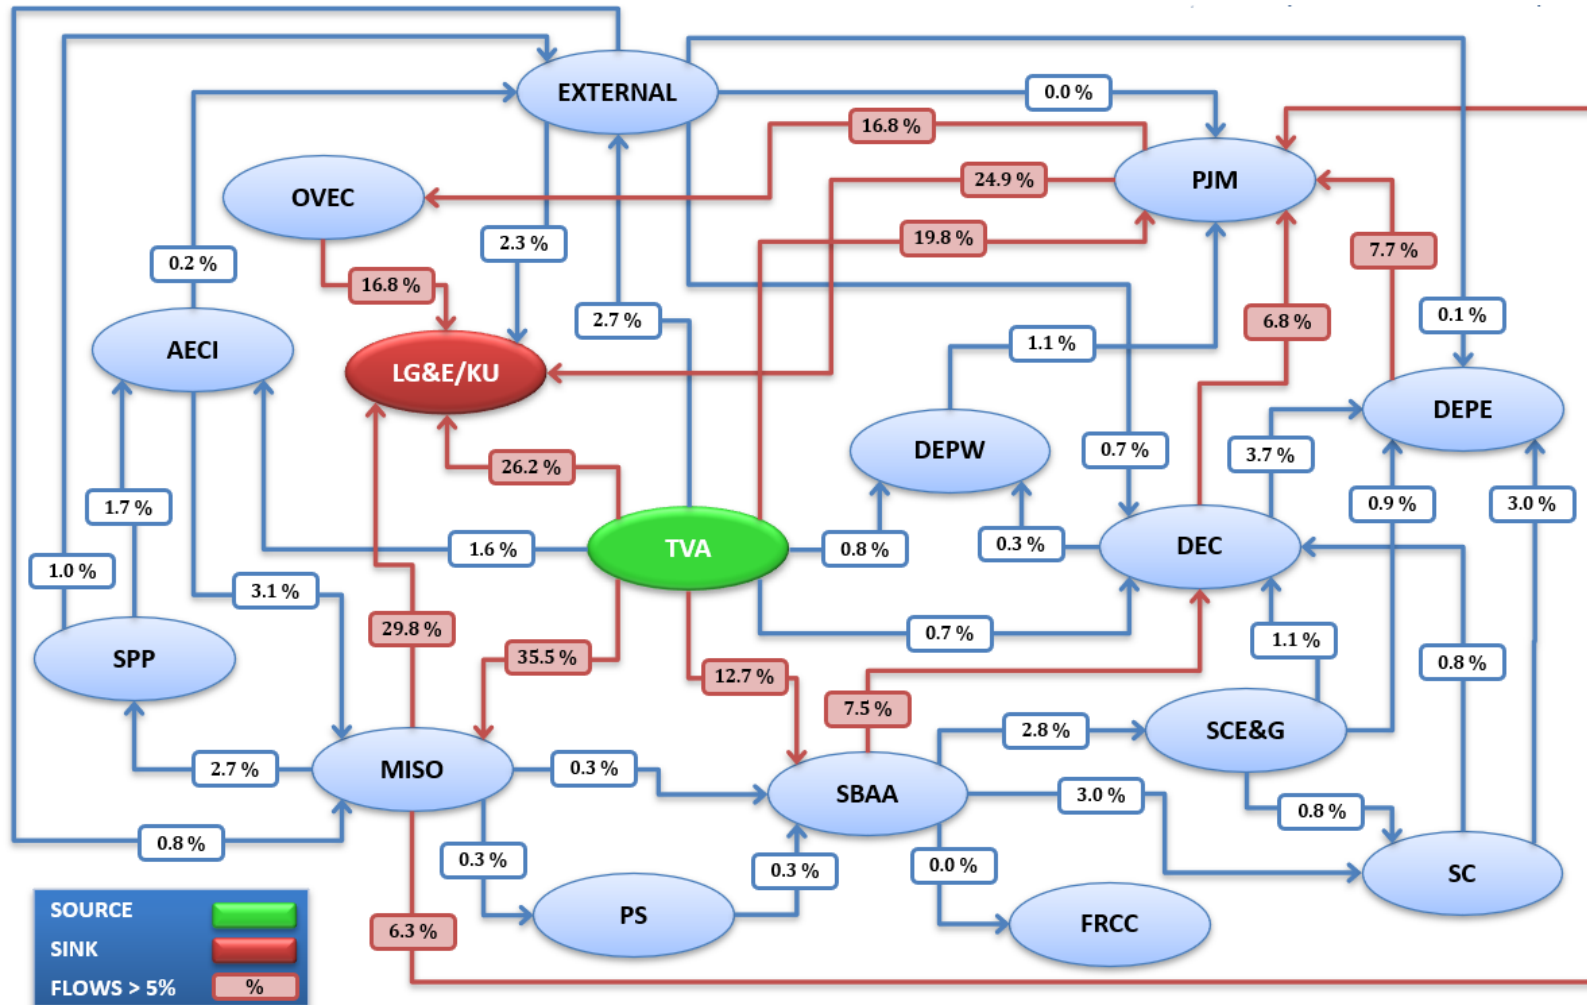 EXTERNAL
0.0 %
16.8 %
24.9 %
PJM
OVEC
19.8 %
2.3 %
7.7 %
0.2 %
16.8 %
2.7 %
6.8 %
0.1 %
1.1 %
AECI
LG&E/KU
DEPE
DEPW
0.7 %
3.7 %
26.2 %
1.7 %
0.9 %
3.0 %
1.6 %
TVA
0.8 %
0.3 %
DEC
1.0 %
3.1 %
29.8 %
0.7 %
1.1 %
SPP
35.5 %
12.7 %
0.8 %
7.5 %
2.8 %
SCE&G
2.7 %
MISO
0.3 %
SBAA
3.0 %
0.8 %
0.8 %
0.3 %
0.3 %
0.0 %
SC
SOURCE
PS
FRCC
6.3 %
SINK
FLOWS > 5%
%